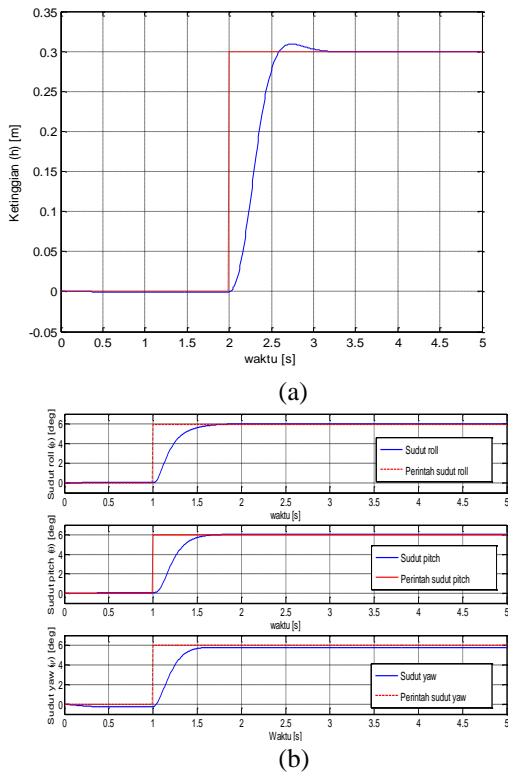 0.35
0.3
0.25
0.2
0.15
0.1
0.05
0
-0.05
Ketinggian (h) [m]
0 0.5 1 1.5 2 2.5 3 3.5 4 4.5 5
waktu [s]
(a)
Sudut roll (φ) [deg]
6
4
2
0
Sudut roll
Perintah sudut roll
0 0.5 1 1.5 2 2.5 3 3.5 4 4.5 5
waktu [s]
Sudut pitch (θ) [deg]
6
4
2
0
Sudut pitch
Perintah sudut pitch
0 0.5 1 1.5 2 2.5 3 3.5 4 4.5 5
waktu [s]
Sudut yaw (ψ) [deg]
6
4
2
0
Sudut yaw
Perintah sudut yaw
0 0.5 1 1.5 2 2.5 3 3.5 4 4.5 5
Waktu [s]
(b)